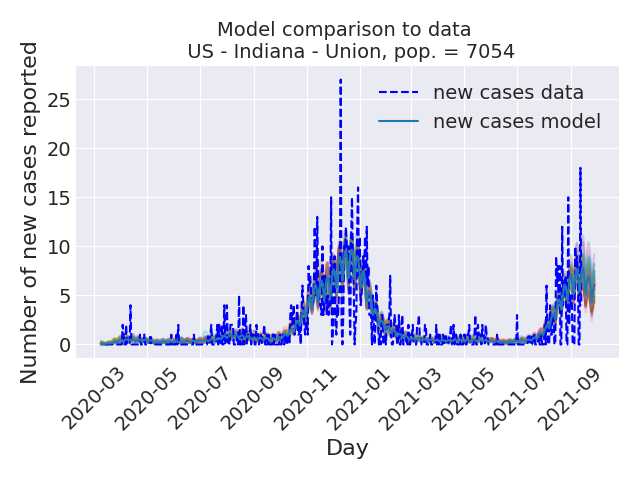 Model comparison to data
US - Indiana - Union, pop. = 7054
Number of new cases reported
25
20
15
10
5
0
new cases data
new cases model
2020-03
2020-05
2020-07
2020-09
2020-11
2021-01
2021-03
2021-05
2021-07
2021-09
Day